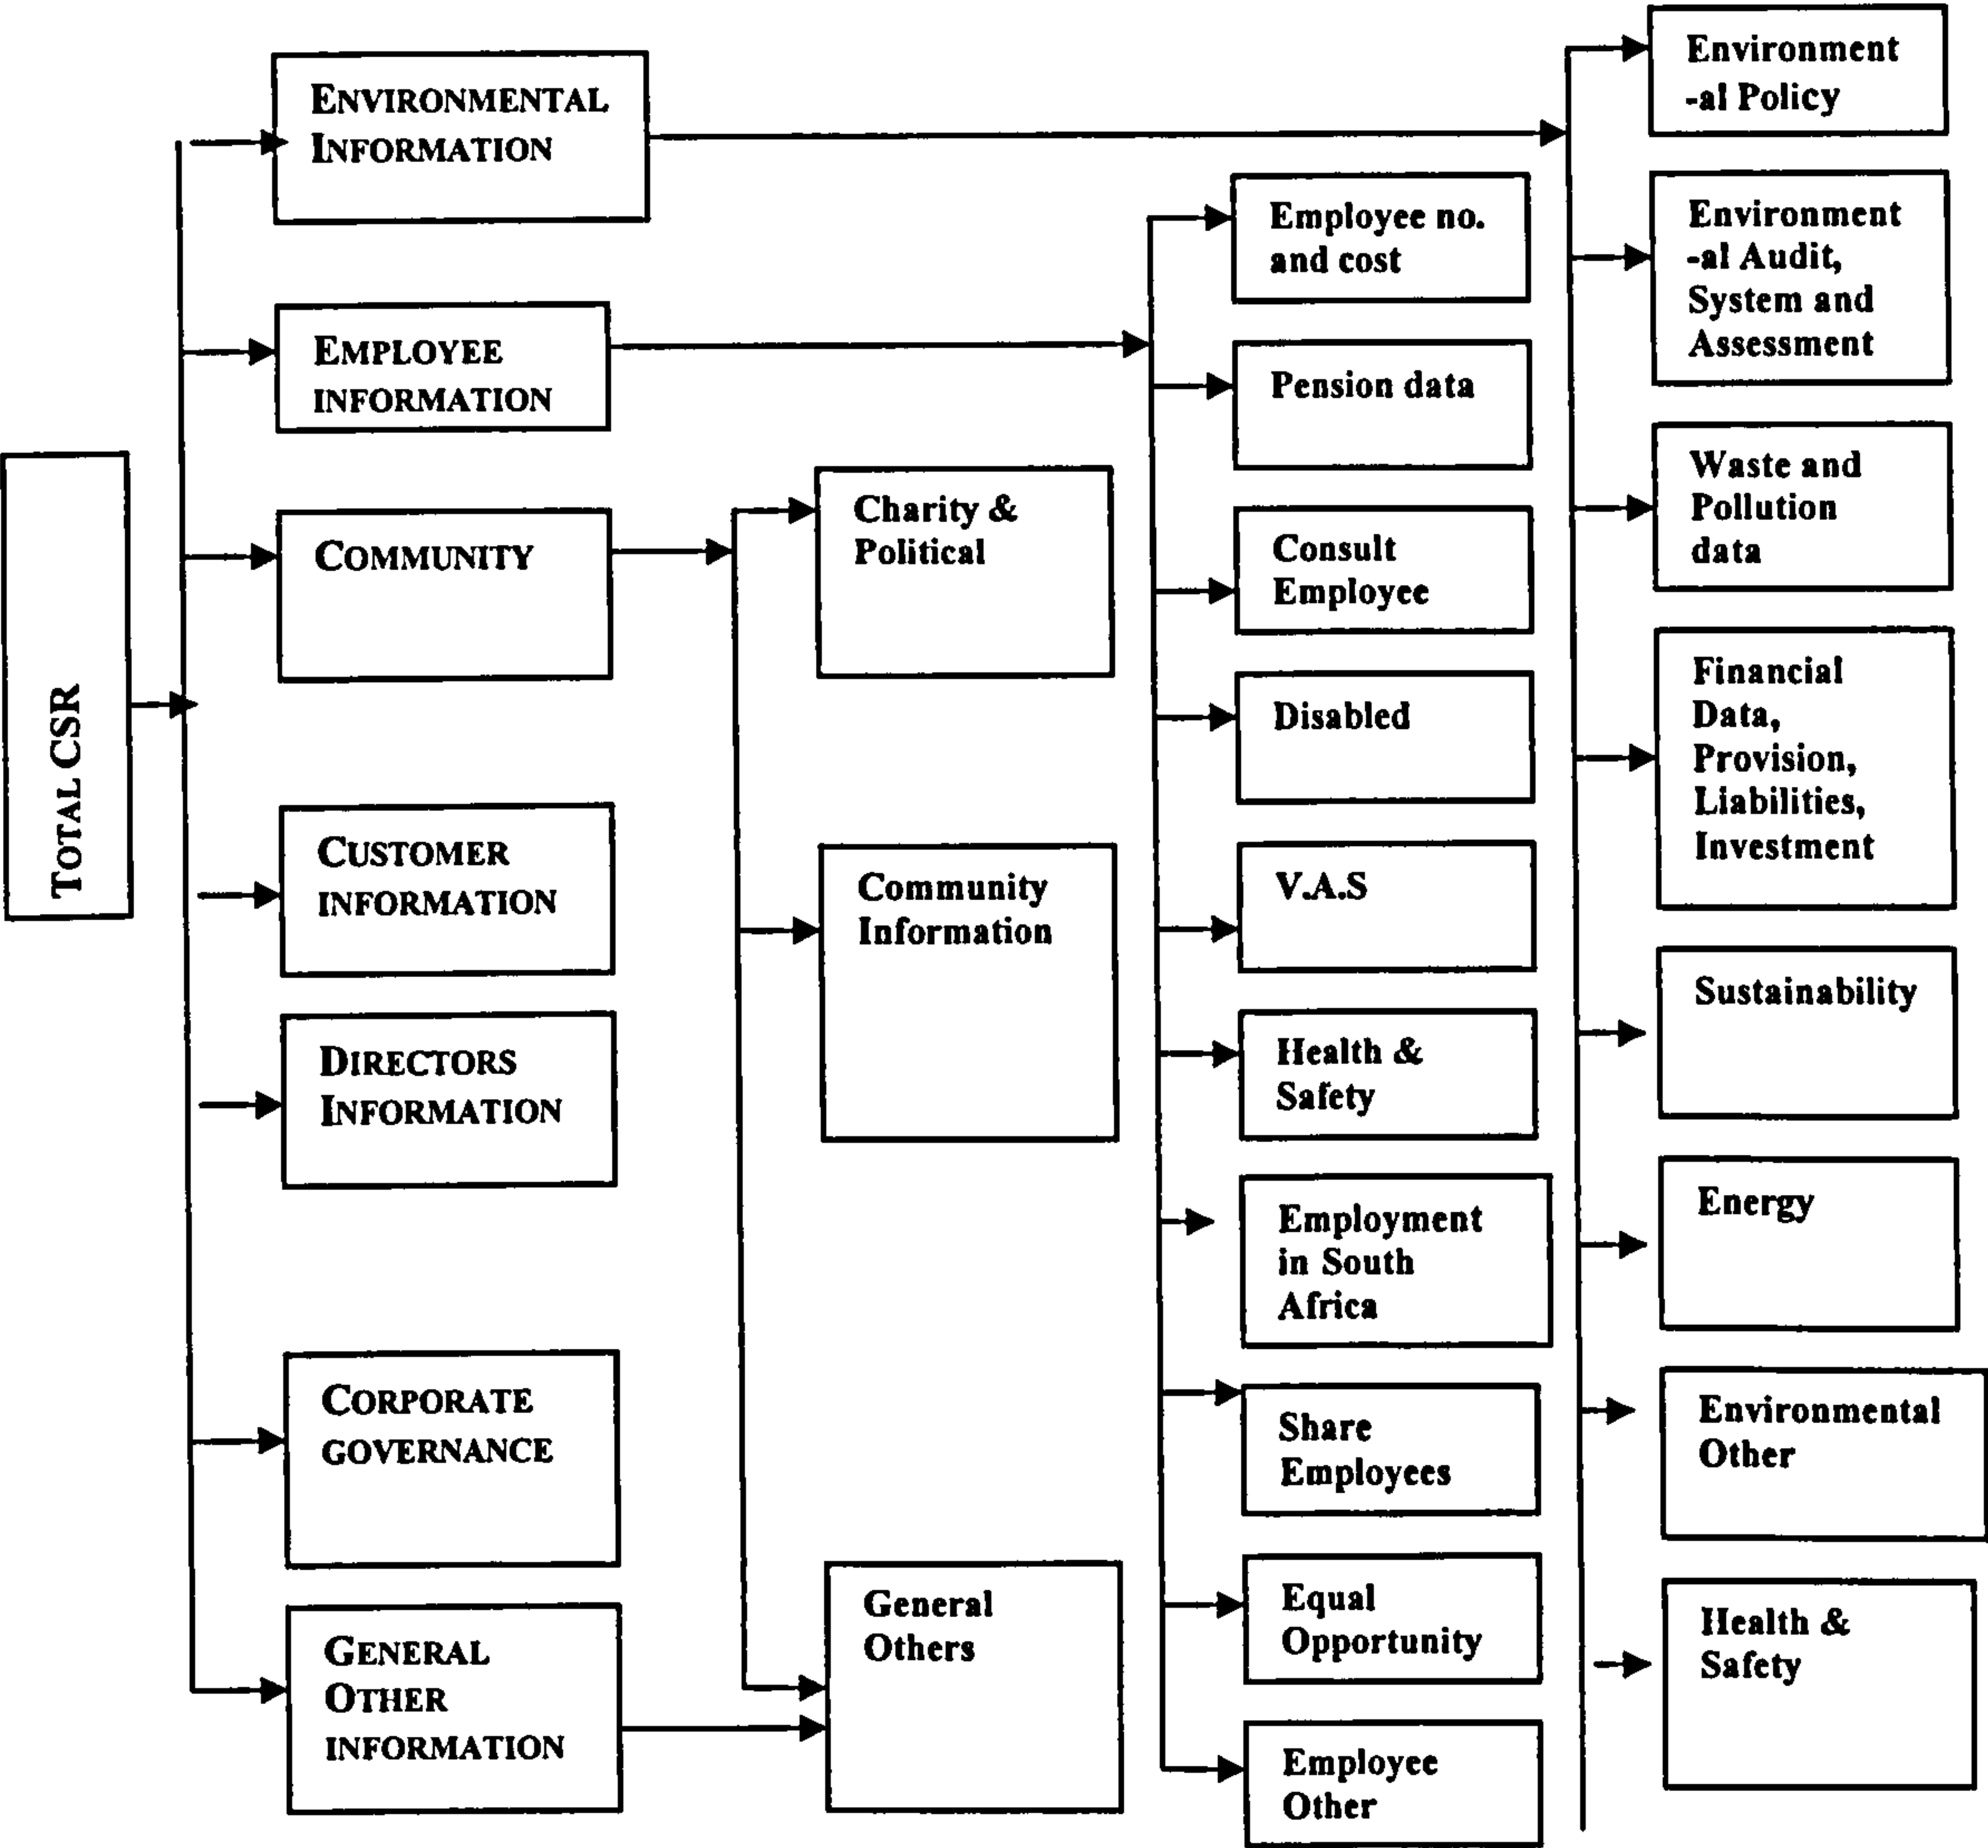 TOTAL CSR
ENVIRONMENTAL
INFORMATION
EMPLOYEE
INFORMATION
COMMUNITY
CUSTOMER
INFORMATION
DIRECTORS
INFORMATION
CORPORATE
GOVERNANCE
GENERAL
OTHER
INFORMATION
Charity &
Political
Community
Information
General
Others
Employee no.
and cost
Pension data
Consult
Employee
Disabled
V.A.S
Health &
Safety
Employment
in South
Africa
Share
Employees
Equal
Opportunity
Employee
Other
Environment
-al Policy
Environment
-al Audit,
System and
Assessment
Waste and
Pollution
data
Financial
Data,
Provision,
Liabilities,
Investment
Sustainability
Energy
Environmental
Other
Health &
Safety